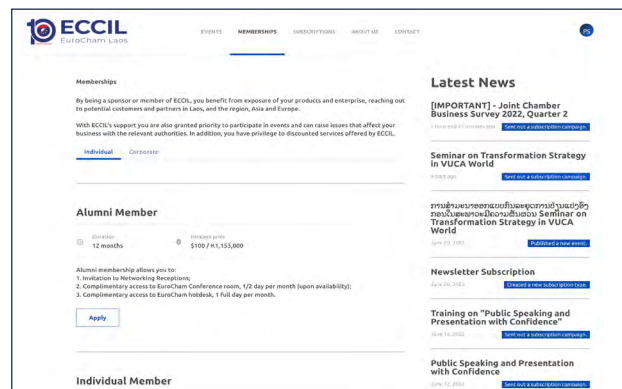 10 ECCIL
EuroCham Laos
EVENTS MEMBERSHIPS SUBSCRIPTIONS ABOUT US CONTACT
PS
Memberships
By being a sponsor or member of ECCIL, you benefit from exposure of your products and enterprise, reaching out
to potential customers and partners in Laos, and the region, Asia and Europe.
With ECCIL's support you are also granted priority to participate in events and can raise issues that affect your
business with the relevant authorities. In addition, you have privilege to discounted services offered by ECCIL.
Individual Corporate
Alumni Member
Duration
12 months
price
$100 / ₭1,153,000
Alumni membership allows you to:
1. Invitation to Networking Receptions;
2. Complimentary access to EuroCham Conference room, 1/2 day per month (upon availability);
3. Complimentary access to EuroCham hotdesk, 1 full day per month.
Apply
Individual Member
Latest News
[IMPORTANT] - Joint Chamber
Business Survey 2022, Quarter 2
Sent out a subscription campaign.
Seminar on Transformation Strategy
in VUCA World
Sent out a subscription campaign.
Seminar on
Transformation Strategy in VUCA
World
June 20, 2022
Published a new event.
Newsletter Subscription
June 20, 2022
Created a new subscription type.
Training on "Public Speaking and
Presentation with Confidence"
Sent out a subscription campaign.
Public Speaking and Presentation
with Confidence
June 12, 2022
Sent out a subscription campaign.